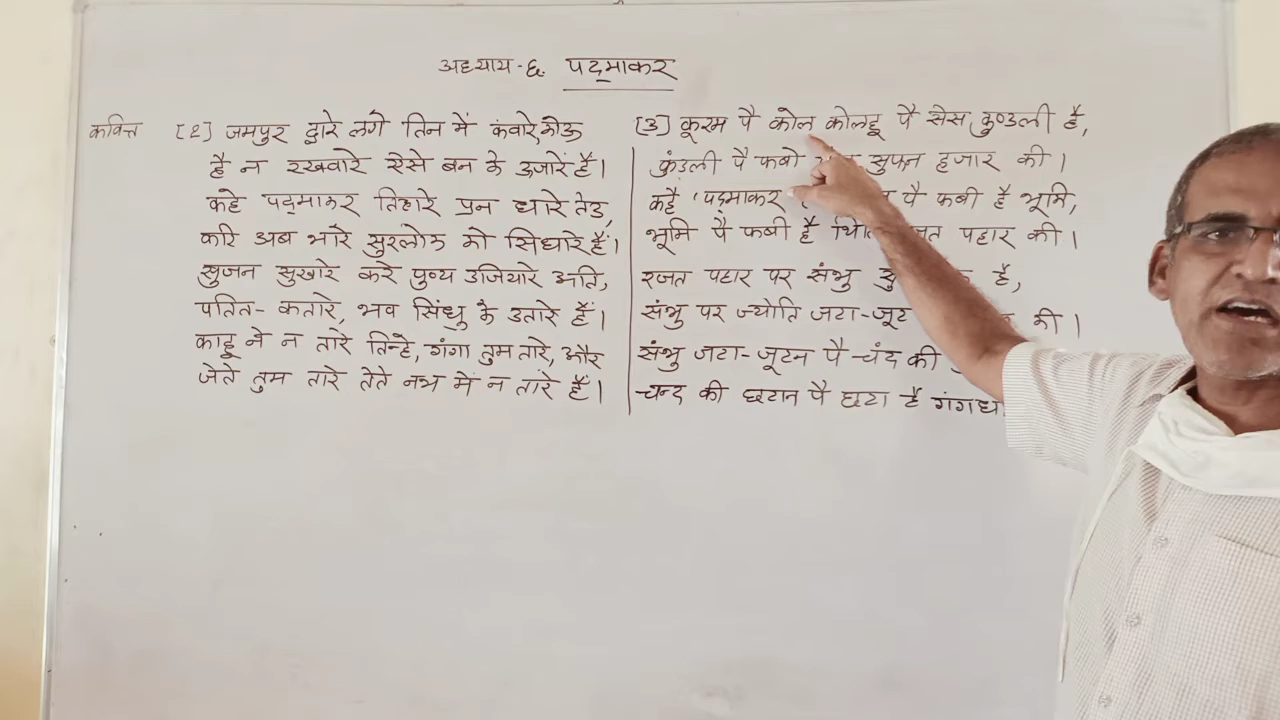 अध्याय-६. पद्माकर
कवित्त [2] जमपुर द्वारे लगे तिन में कंवारे कोऊ
है न रखवारे ऐसे बन के उजारे हैं।
कहे पद्माकर तिहारे प्रन धारे तेउ,
करि अब भारे सुरलोक को सिधारे हैं।
सुजन सुखारे करे पुण्य उजियारे अति,
पतित-कतारे, भव सिंधु के उतारे हैं।
काहू ने न तारे तिन्हे, गंगा तुम तारे, और
जेते तुम तारे तेते नभ में न तारे हैं।
[3] कूरम पै कोल कोलहू पै सेस कुण्डली है,
कुंडली पै फबी सुफन हजार की।
कहै 'पद्माकर पै फबी है भूमि,
भूमि पै फबी है थिति पहार की।
रजत पहार पर संभु है,
संभु पर ज्योति जटा-जूट की।
संभु जटा-जूटन पै चंद की
चन्द की छटान पै छटा है गंगधा